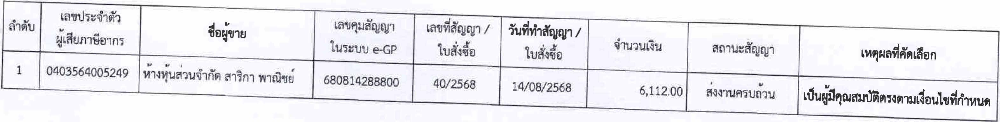 ลำดับ
เลขประจำตัว
ผู้เสียภาษีอากร
ชื่อผู้ขาย
เลขคุมสัญญา
ในระบบ e-GP
เลขที่สัญญา /
ใบสั่งซื้อ
วันที่ทำสัญญา /
ใบสั่งซื้อ
จำนวนเงิน
สถานะสัญญา
เหตุผลที่คัดเลือก
1
0403564005249
ห้างหุ้นส่วนจำกัด สาริกา พาณิชย์
680814288800
40/2568
14/08/2568
6,112.00
ส่งงานครบถ้วน
เป็นผู้มีคุณสมบัติตรงตามเงื่อนไขที่กำหนด